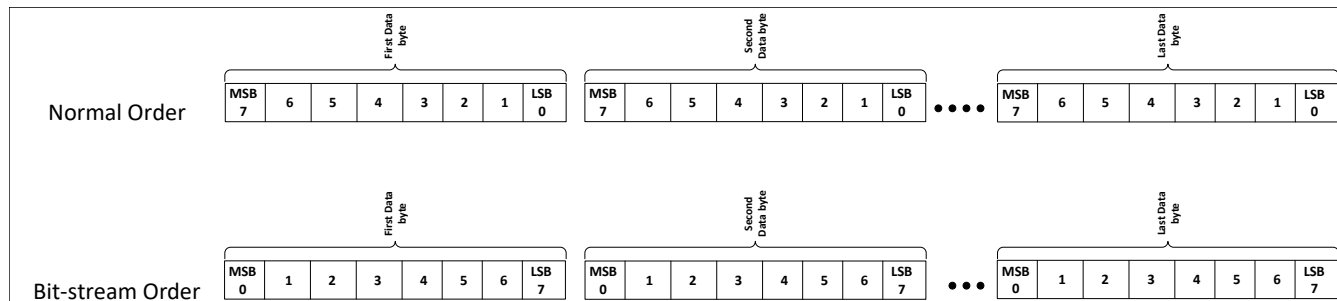 First Data
byte
Second
Data byte
Last Data
byte
Normal Order
MSB
7 6 5 4 3 2 1 LSB
0
MSB
7 6 5 4 3 2 1 LSB
0
MSB
7 6 5 4 3 2 1 LSB
0
First Data
byte
Second
Data byte
Last Data
byte
Bit-stream Order
MSB
0 1 2 3 4 5 6 LSB
7
MSB
0 1 2 3 4 5 6 LSB
7
MSB
0 1 2 3 4 5 6 LSB
7